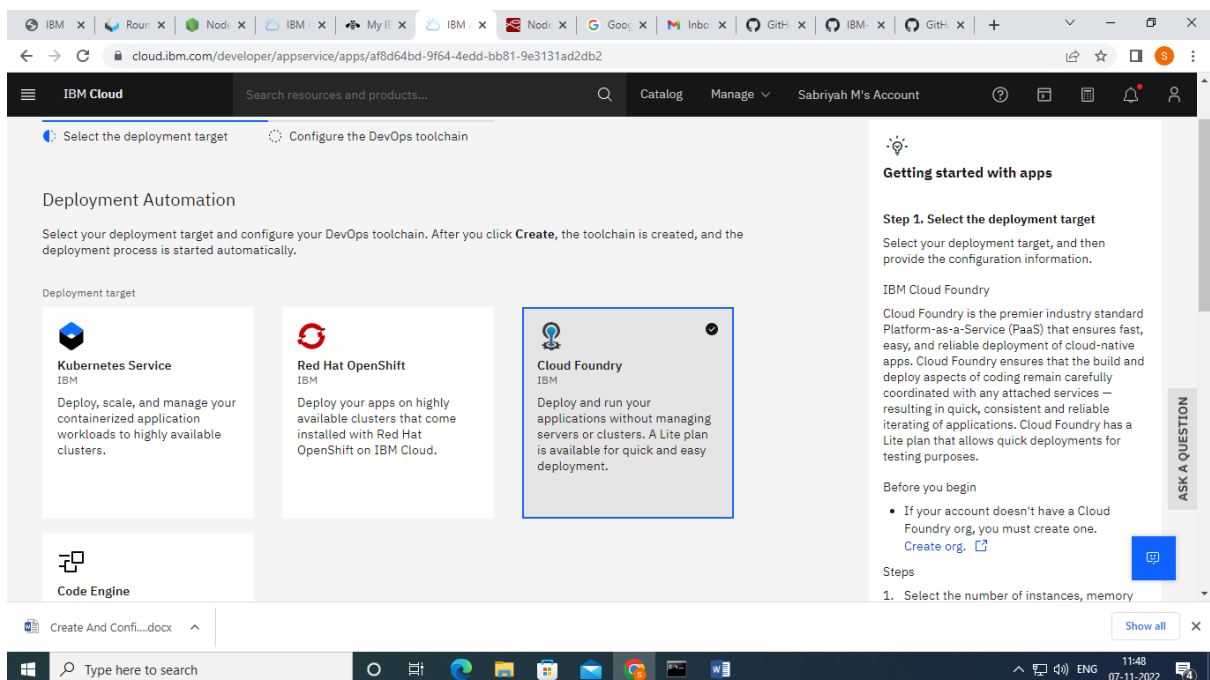 IBM
Roun
Node
IBM
My IE
IBM
Node
Goog
Inbo
GitH
IBM-
GitH
cloud.ibm.com/developer/appservice/apps/af8d64bd-9f64-4edd-bb81-9e3131ad2db2
S
IBM Cloud
Search resources and products...
Catalog
Manage
Sabriyah M's Account
Select the deployment target
Configure the DevOps toolchain
Deployment Automation
Select your deployment target and configure your DevOps toolchain. After you click Create, the toolchain is created, and the
deployment process is started automatically.
Deployment target
Kubernetes Service
IBM
Deploy, scale, and manage your
containerized application
workloads to highly available
clusters.
Red Hat OpenShift
IBM
Deploy your apps on highly
available clusters that come
installed with Red Hat
OpenShift on IBM Cloud.
Cloud Foundry
IBM
Deploy and run your
applications without managing
servers or clusters. A Lite plan
is available for quick and easy
deployment.
Code Engine
Getting started with apps
Step 1. Select the deployment target
Select your deployment target, and then
provide the configuration information.
IBM Cloud Foundry
Cloud Foundry is the premier industry standard
Platform-as-a-Service (PaaS) that ensures fast,
easy, and reliable deployment of cloud-native
apps. Cloud Foundry ensures that the build and
deploy aspects of coding remain carefully
coordinated with any attached services —
resulting in quick, consistent and reliable
iterating of applications. Cloud Foundry has a
Lite plan that allows quick deployments for
testing purposes.
Before you begin
• If your account doesn't have a Cloud
Foundry org, you must create one.
Create org.
Steps
1. Select the number of instances, memory
ASK A QUESTION
Create And Confi....docx
Show all
Type here to search
ENG
11:48
07-11-2022
4